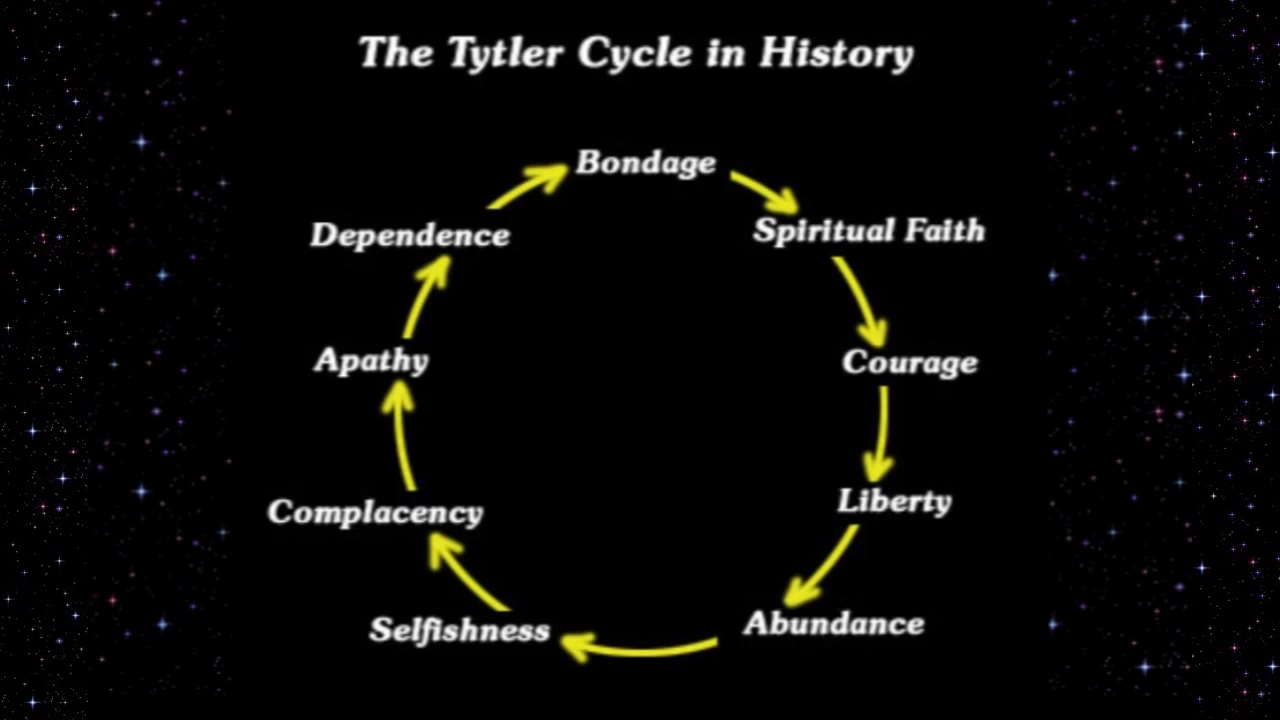 The Tytler Cycle in History
Bondage
Spiritual Faith
Courage
Liberty
Abundance
Selfishness
Complacency
Apathy
Dependence